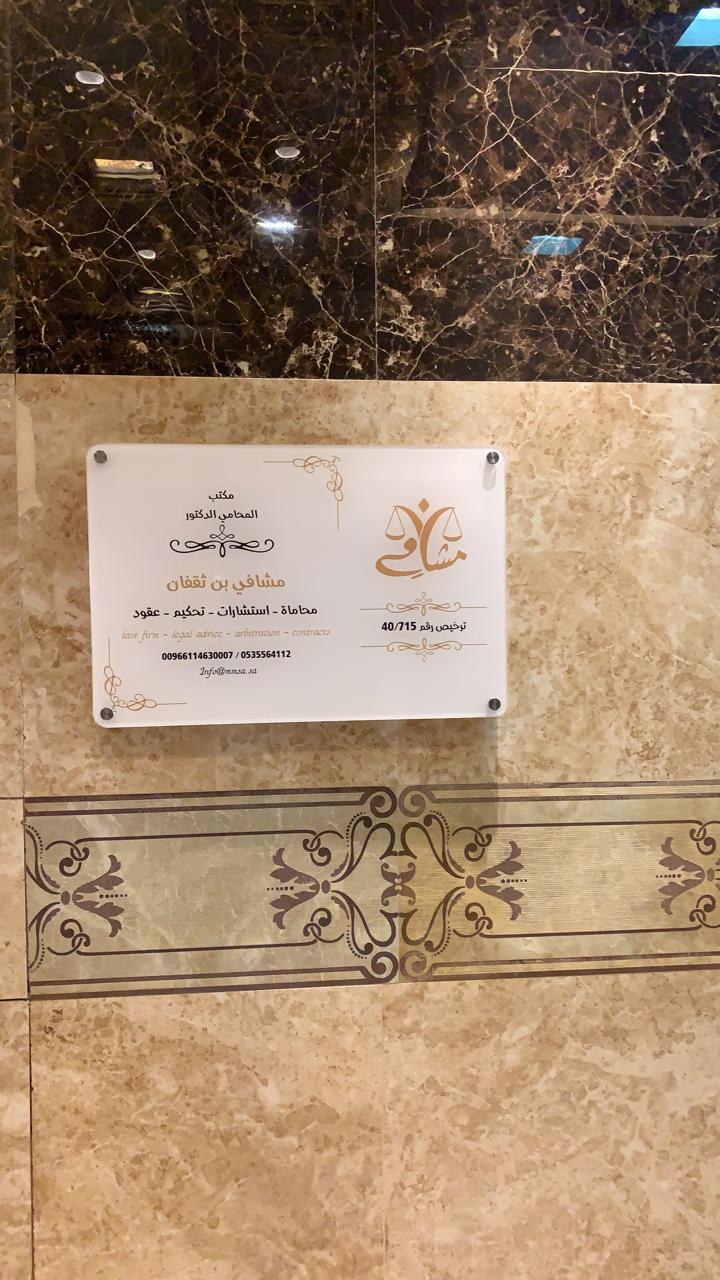 مكتب
المحامي الدكتور
مشافي بن ثقفان
محاماة - استشارات - تحكيم - عقود
law firm - legal advice - arbitration - contracts
00966114630007 / 0535564112
Info@mmsa.sa
مشافي
ترخيص رقم 40/715